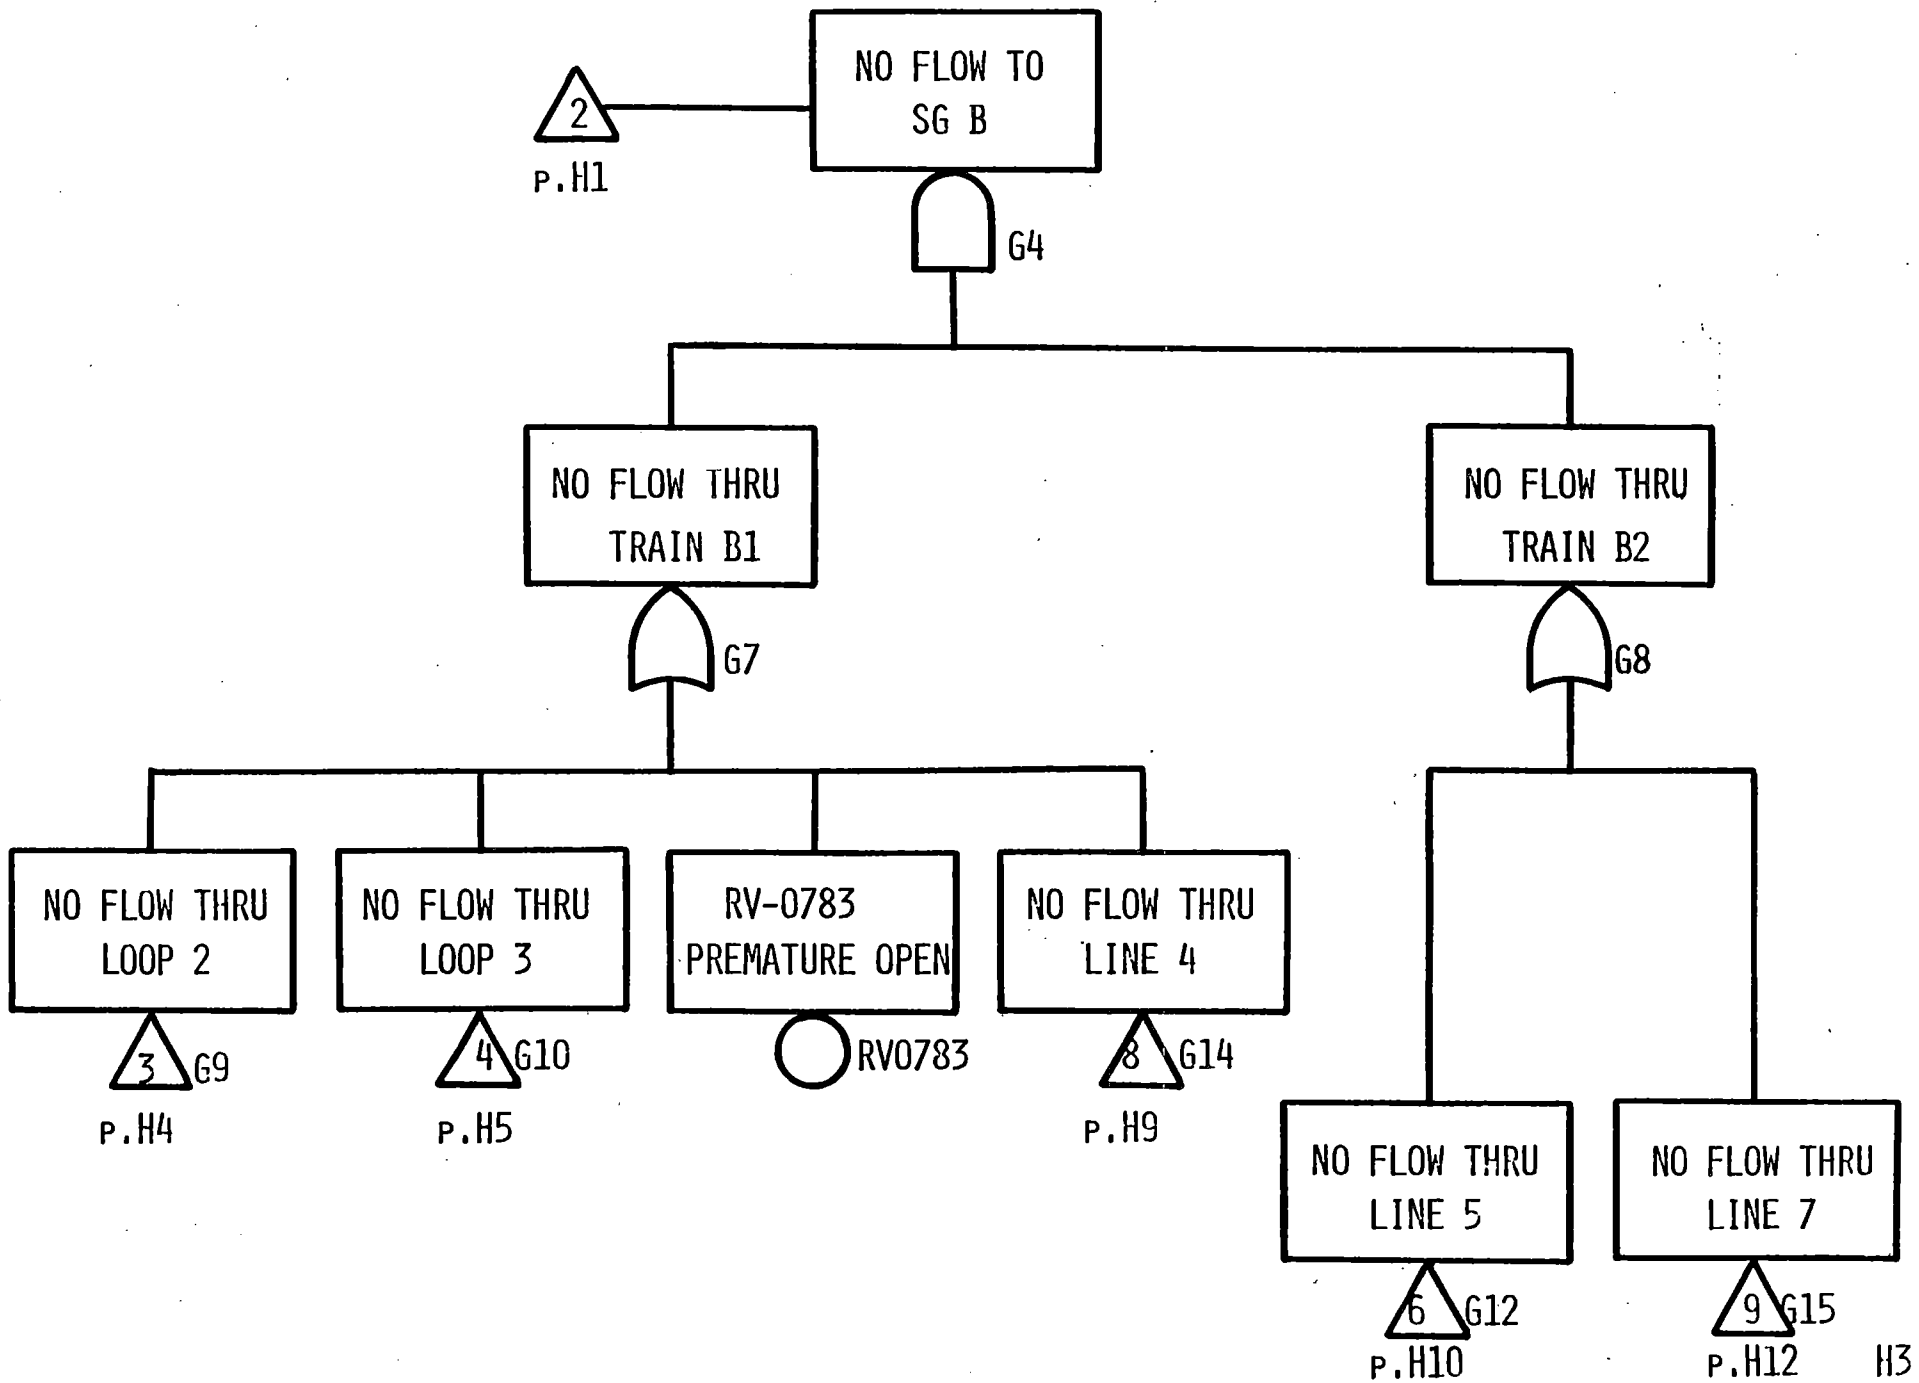 NO FLOW TO
SG B
2
p.H1
G4
NO FLOW THRU
TRAIN B1
NO FLOW THRU
TRAIN B2
G7
G8
NO FLOW THRU
LOOP 2
NO FLOW THRU
LOOP 3
RV-0783
PREMATURE OPEN
NO FLOW THRU
LINE 4
3 G9
4 G10
RV0783
8 G14
p.H4
p.H5
p.H9
NO FLOW THRU
LINE 5
NO FLOW THRU
LINE 7
6 G12
9 G15
p.H10
p.H12
H3